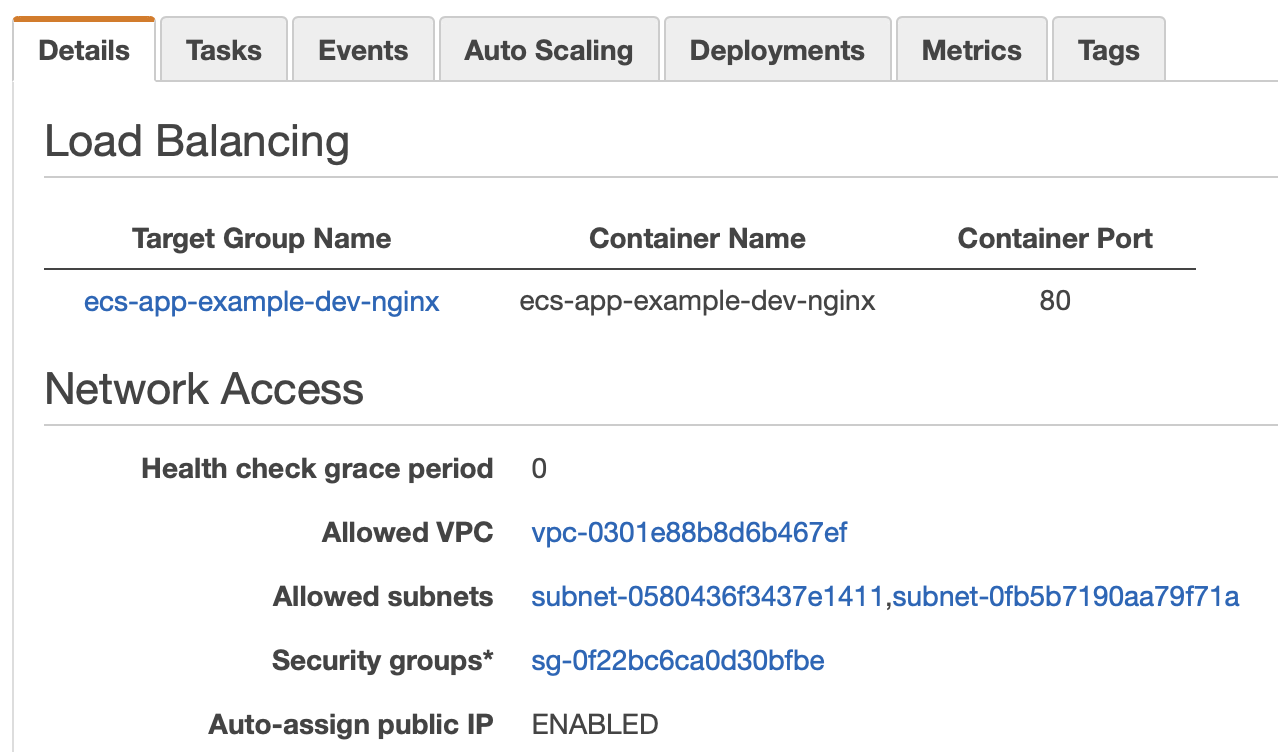 Details Tasks Events Auto Scaling Deployments Metrics Tags
Load Balancing
Target Group Name Container Name Container Port
ecs-app-example-dev-nginx ecs-app-example-dev-nginx 80
Network Access
Health check grace period 0
Allowed VPC vpc-0301e88b8d6b467ef
Allowed subnets subnet-0580436f3437e1411,subnet-0fb5b7190aa79f71a
Security groups* sg-0f22bc6ca0d30bfbe
Auto-assign public IP ENABLED